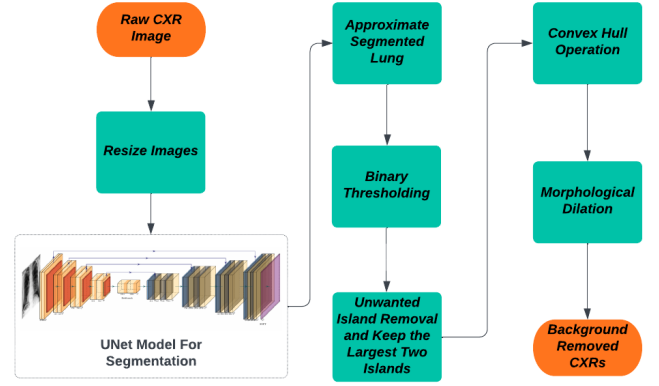 Raw CXR
Image
Resize Images
UNet Model For
Segmentation
Approximate
Segmented
Lung
Binary
Thresholding
Unwanted
Island Removal
and Keep the
Largest Two
Islands
Convex Hull
Operation
Morphological
Dilation
Background
Removed
CXRs